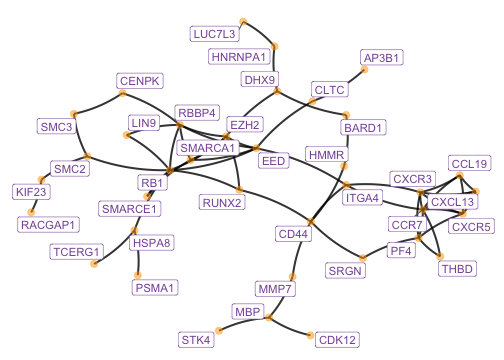 LUC7L3
HNRNPA1
AP3B1
DHX9
CENPK
CLTC
RBBP4
EZH2
SMC3
LIN9
BARD1
SMARCA1
HMMR
EED
CCL19
SMC2
CXCR3
RB1
KIF23
RUNX2
ITGA4
CXCL13
SMARCE1
RACGAP1
CCR7
CXCR5
CD44
HSPA8
TCERG1
PF4
SRGN
THBD
PSMA1
MMP7
MBP
STK4
CDK12